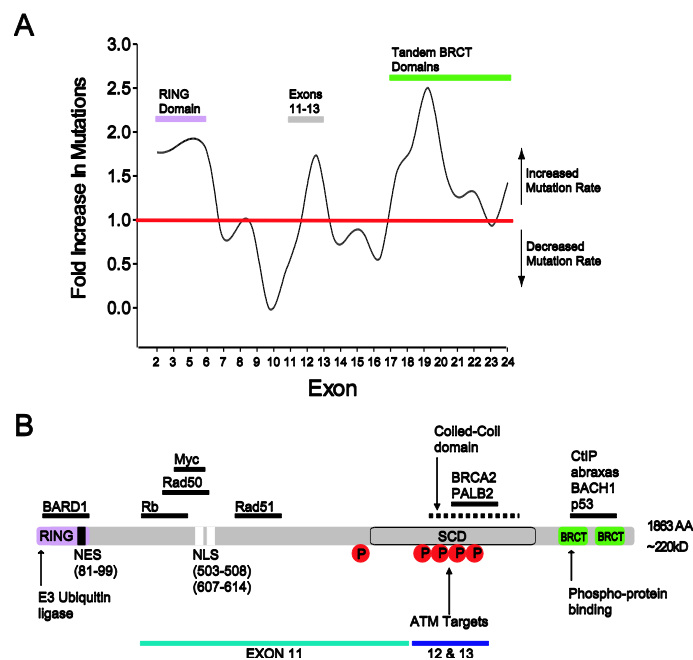 A
Fold Increase In Mutations
3.0
2.5
2.0
1.5
1.0
0.5
0.0
RING
Domain
Exons
11-13
Tandem BRCT
Domains
Increased
Mutation Rate
Decreased
Mutation Rate
2 3 5 6 7 8 9 10 11 12 13 14 15 16 17 18 19 20 21 22 23 24
Exon
B
Coiled-Coil
domain
CtIP
abraxas
BACH1
p53
Myc
Rad50
BRCA2
PALB2
BARD1
Rb
Rad51
RING
SCD
BRCT
BRCT
1863 AA
~220kD
P
P
P
P
P
NES
(81-99)
NLS
(503-508)
(607-614)
E3 Ubiquitin
ligase
Phospho-protein
binding
ATM Targets
EXON 11
12 & 13